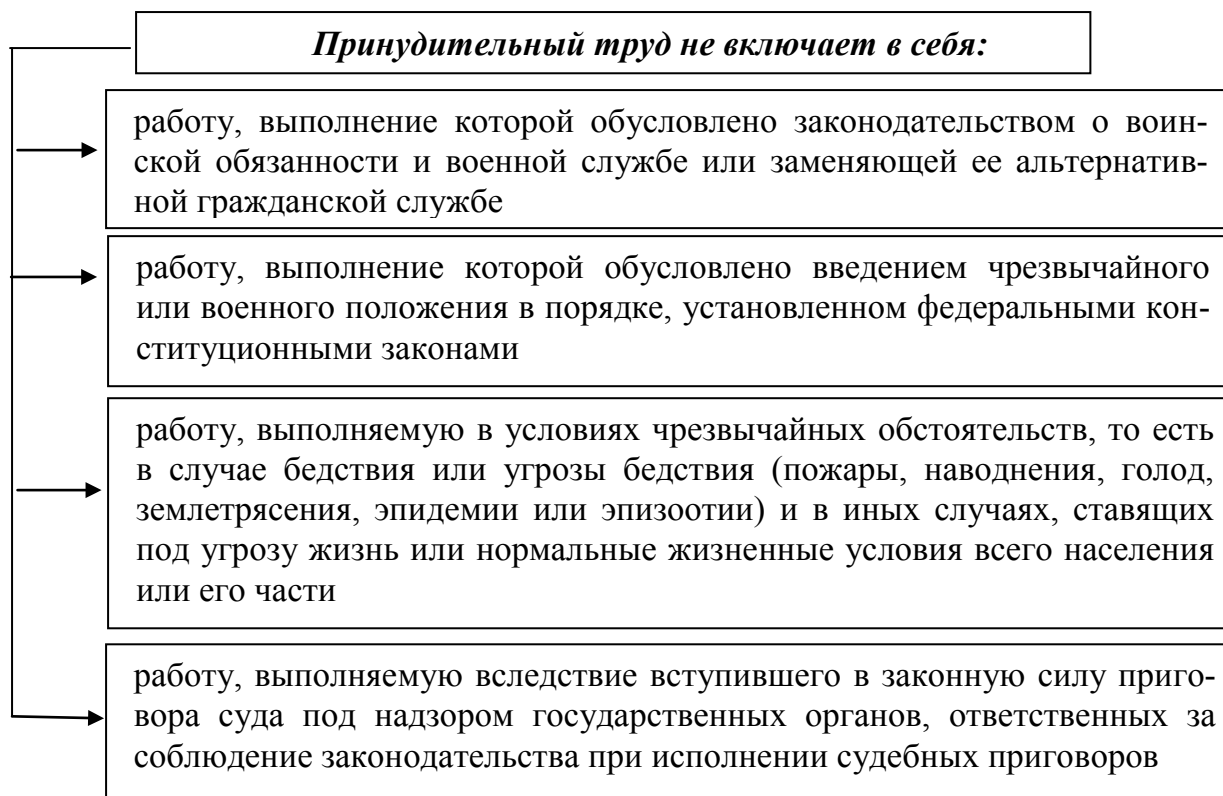 Принудительный труд не включает в себя:
работу, выполнение которой обусловлено законодательством о воин-
ской обязанности и военной службе или заменяющей ее альтернатив-
ной гражданской службе
работу, выполнение которой обусловлено введением чрезвычайного
или военного положения в порядке, установленном федеральными кон-
ституционными законами
работу, выполняемую в условиях чрезвычайных обстоятельств, то есть
в случае бедствия или угрозы бедствия (пожары, наводнения, голод,
землетрясения, эпидемии или эпизоотии) и в иных случаях, ставящих
под угрозу жизнь или нормальные жизненные условия всего населения
или его части
работу, выполняемую вследствие вступившего в законную силу приго-
вора суда под надзором государственных органов, ответственных за
соблюдение законодательства при исполнении судебных приговоров